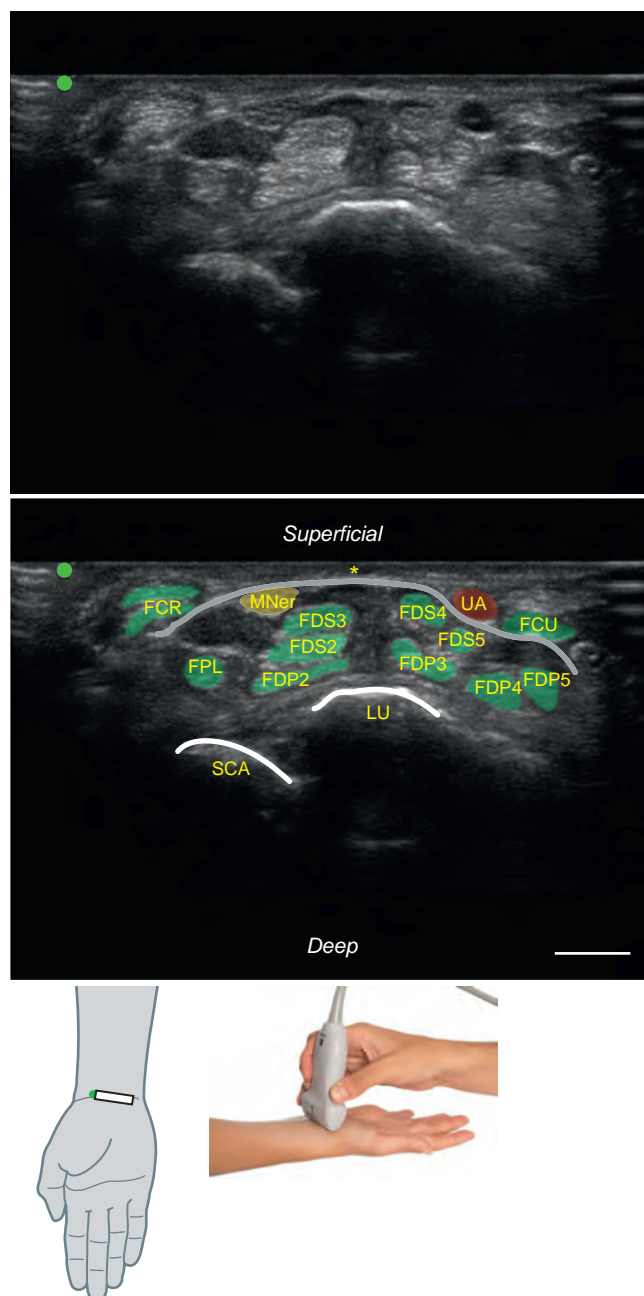 Superficial
*
MNer
FCR
FDS3
FDS4
UA
FCU
FDS2
FDS5
FPL
FDP2
FDP3
FDP4
FDP5
LU
SCA
Deep